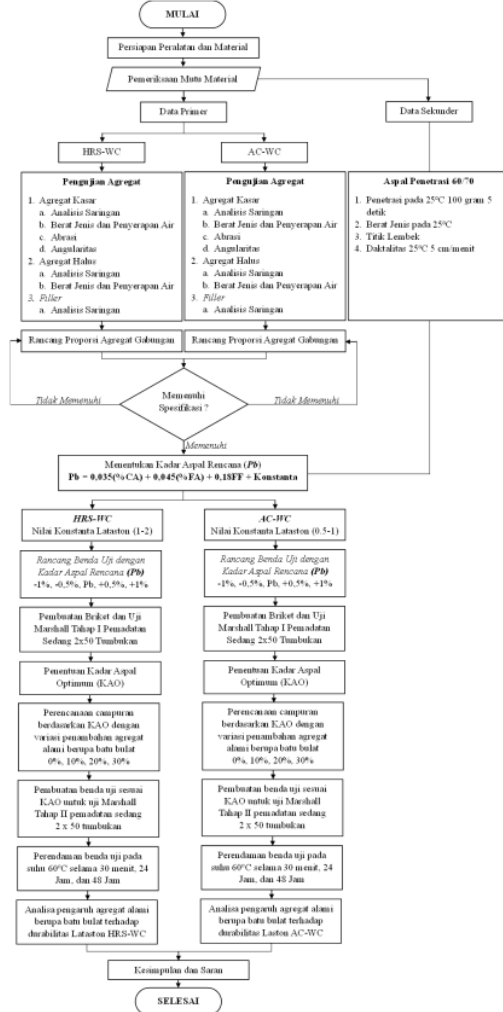 MULAI
Persiapan Peralatan dan Material
Pemeriksaan Mutu Material
Data Primer
Data Sekunder
HRS-WC
AC-WC
Pengujian Agregat
1. Agregat Kasar
a. Analisis Saringan
b. Berat Jenis dan Penyerapan Air
c. Abrasi
d. Angularitas
2. Agregat Halus
a. Analisis Saringan
b. Berat Jenis dan Penyerapan Air
3. Filler
a. Analisis Saringan
Pengujian Agregat
1. Agregat Kasar
a. Analisis Saringan
b. Berat Jenis dan Penyerapan Air
c. Abrasi
d. Angularitas
2. Agregat Halus
a. Analisis Saringan
b. Berat Jenis dan Penyerapan Air
3. Filler
a. Analisis Saringan
Aspal Penetrasi 60/70
1. Penetrasi pada 25°C 100 gram 5
detik
2. Berat Jenis pada 25°C
3. Titik Lembek
4. Daktalitas 25°C 5 cm/menit
Rancang Proporsi Agregat Gabungan
Rancang Proporsi Agregat Gabungan
Tidak Memenuhi
Memenuhi
Spesifikasi ?
Tidak Memenuhi
Memenuhi
Menentukan Kadar Aspal Rencana (Pb)
Pb = 0,035(%CA) + 0,045(%FA) + 0,18FF + Konstanta
HRS-WC
Nilai Konstanta Lataston (1-2)
Rancang Benda Uji dengan
Kadar Aspal Rencana (Pb)
-1%, -0,5%, Pb, +0,5%, +1%
Pembuatan Briket dan Uji
Marshall Tahap I Pemadatan
Sedang 2x50 Tumbukan
Penentuan Kadar Aspal
Optimum (KAO)
Perencanaan campuran
berdasarkan KAO dengan
variasi penambahan agregat
alami berupa batu bulat
0%, 10%, 20%, 30%
Pembuatan benda uji sesuai
KAO untuk uji Marshall
Tahap II pemadatan sedang
2 x 50 tumbukan
Perendaman benda uji pada
suhu 60°C selama 30 menit, 24
Jam, dan 48 Jam
Analisa pengaruh agregat alami
berupa batu bulat terhadap
durabilitas Lataston HRS-WC
AC-WC
Nilai Konstanta Lataston (0.5-1)
Rancang Benda Uji dengan
Kadar Aspal Rencana (Pb)
-1%, -0,5%, Pb, +0,5%, +1%
Pembuatan Briket dan Uji
Marshall Tahap I Pemadatan
Sedang 2x50 Tumbukan
Penentuan Kadar Aspal
Optimum (KAO)
Perencanaan campuran
berdasarkan KAO dengan
variasi penambahan agregat
alami berupa batu bulat
0%, 10%, 20%, 30%
Pembuatan benda uji sesuai
KAO untuk uji Marshall
Tahap II pemadatan sedang
2 x 50 tumbukan
Perendaman benda uji pada
suhu 60°C selama 30 menit, 24
Jam, dan 48 Jam
Analisa pengaruh agregat alami
berupa batu bulat terhadap
durabilitas Laston AC-WC
Kesimpulan dan Saran
SELESAI